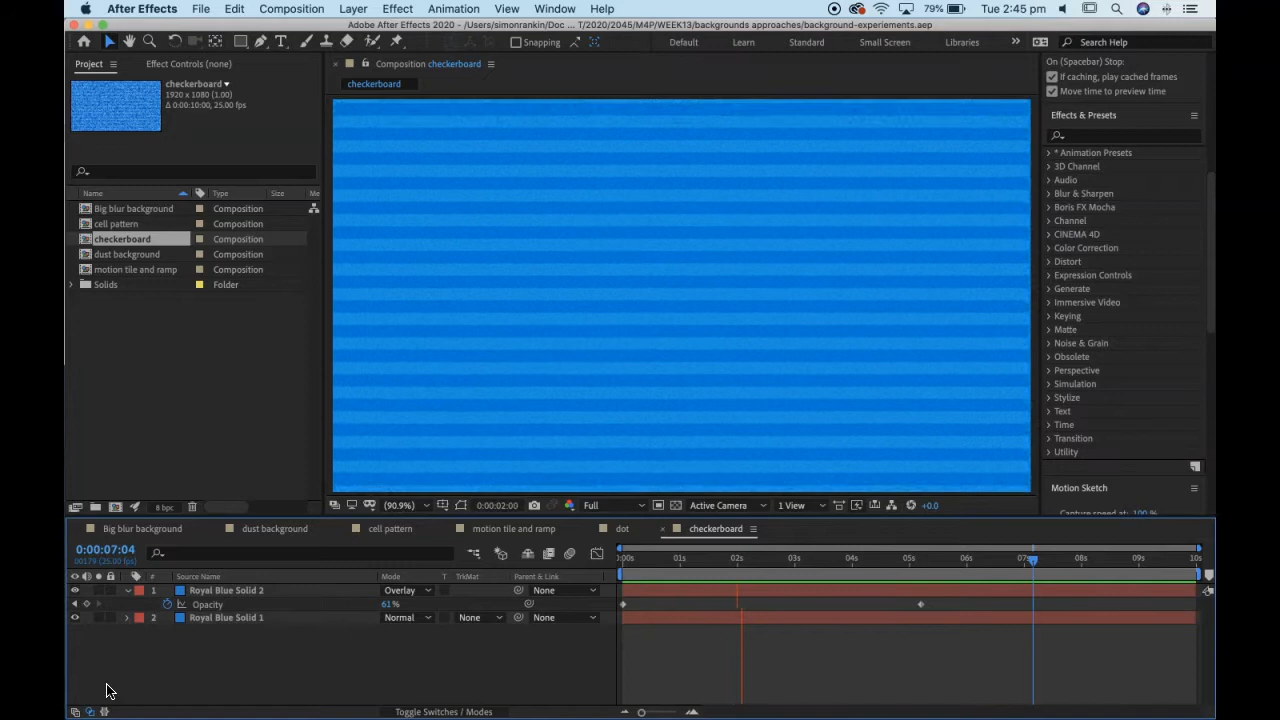 After Effects File Edit Composition Layer Effect Animation View Window Help 79% Tue 2:45 pm
Adobe After Effects 2020 - /Users/simonrankin/Doc ... T/2020/2045/M4P/WEEK13/backgrounds approaches/background-experiements.aep
Snapping Default Learn Standard Small Screen Libraries Search Help
Project Effect Controls (none) Composition checkerboard On (Spacebar) Stop:
If caching, play cached frames
checkerboard
1920 x 1080 (1.00)
Δ 0:00:10:00, 25.00 fps
checkerboard
Move time to preview time
Effects & Presets
* Animation Presets
3D Channel
Audio
Blur & Sharpen
Boris FX Mocha
Channel
CINEMA 4D
Color Correction
Distort
Expression Controls
Generate
Immersive Video
Keying
Matte
Noise & Grain
Obsolete
Perspective
Simulation
Stylize
Text
Time
Transition
Utility
Name Type Size Me
Big blur background Composition
cell pattern Composition
checkerboard Composition
dust background Composition
motion tile and ramp Composition
Solids Folder
Motion Sketch
Capture speed at: 100 %
8 bpc (90.9%) 0:00:02:00 Full Active Camera 1 View +0.0
Big blur background dust background cell pattern motion tile and ramp dot checkerboard
0:00:07:04
00179 (25.00 fps)
:00s 01s 02s 03s 04s 05s 06s 07s 08s 09s 10s
# Source Name Mode T TrkMat Parent & Link
1 Royal Blue Solid 2 Overlay None
Opacity 61%
2 Royal Blue Solid 1 Normal None None
Toggle Switches / Modes